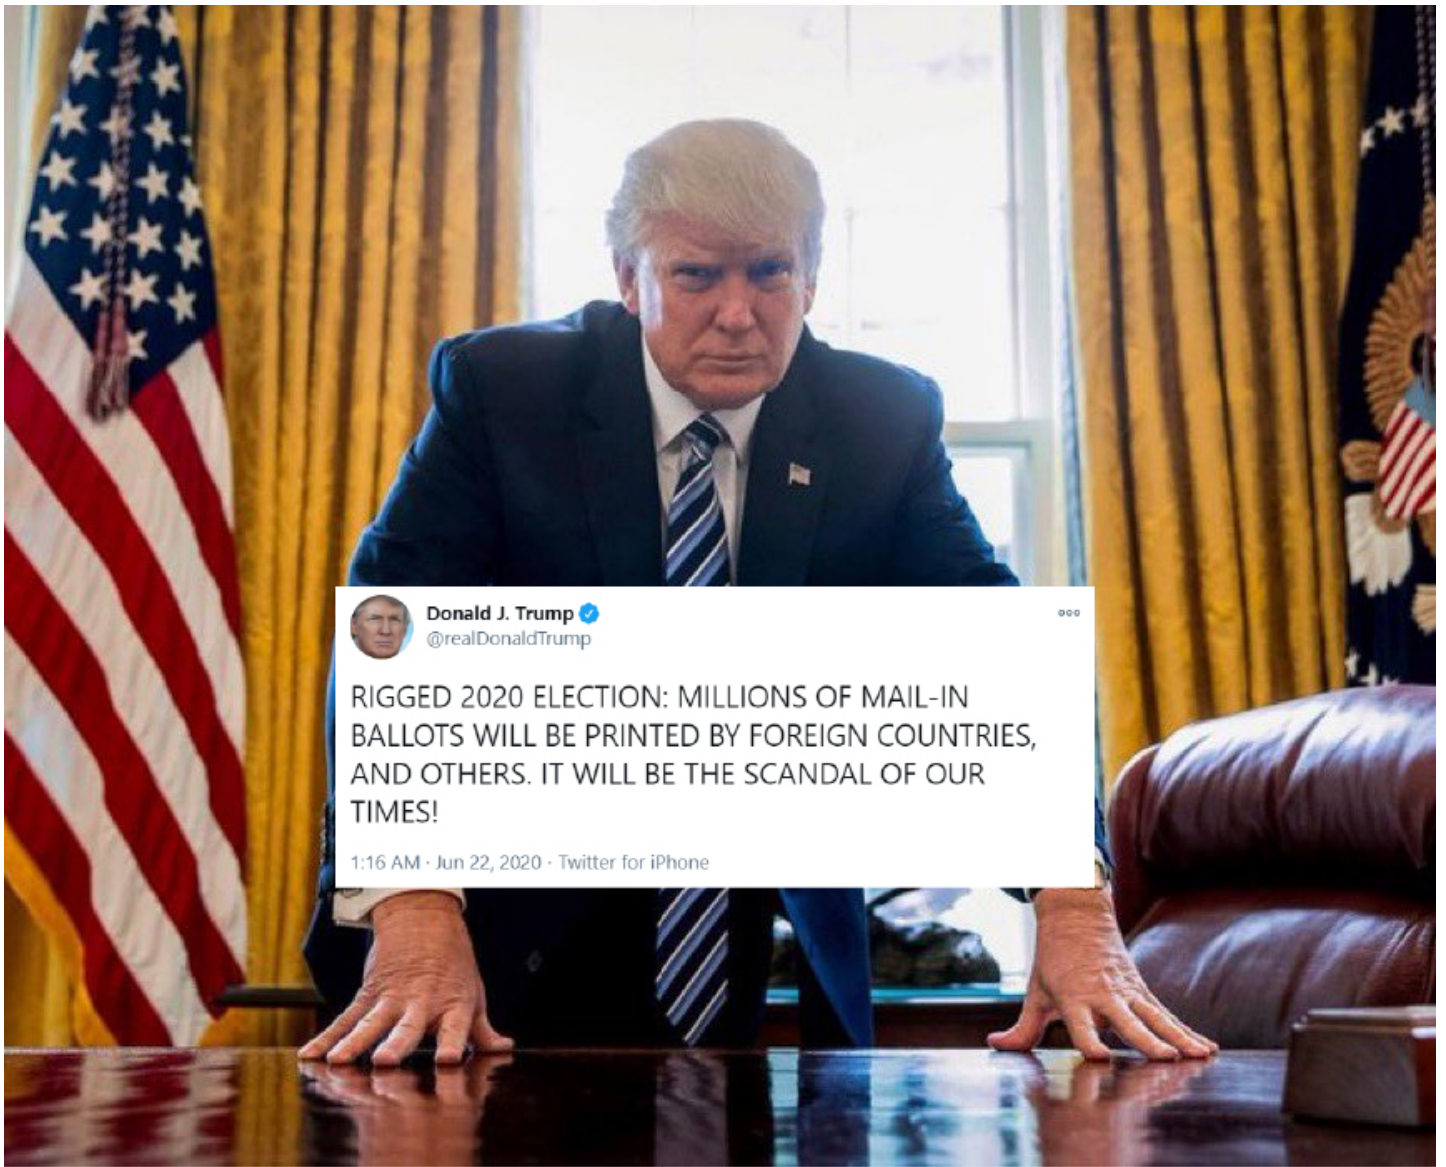 Donald J. Trump
@realDonaldTrump
RIGGED 2020 ELECTION: MILLIONS OF MAIL-IN
BALLOTS WILL BE PRINTED BY FOREIGN COUNTRIES,
AND OTHERS. IT WILL BE THE SCANDAL OF OUR
TIMES!
1:16 AM · Jun 22, 2020 · Twitter for iPhone